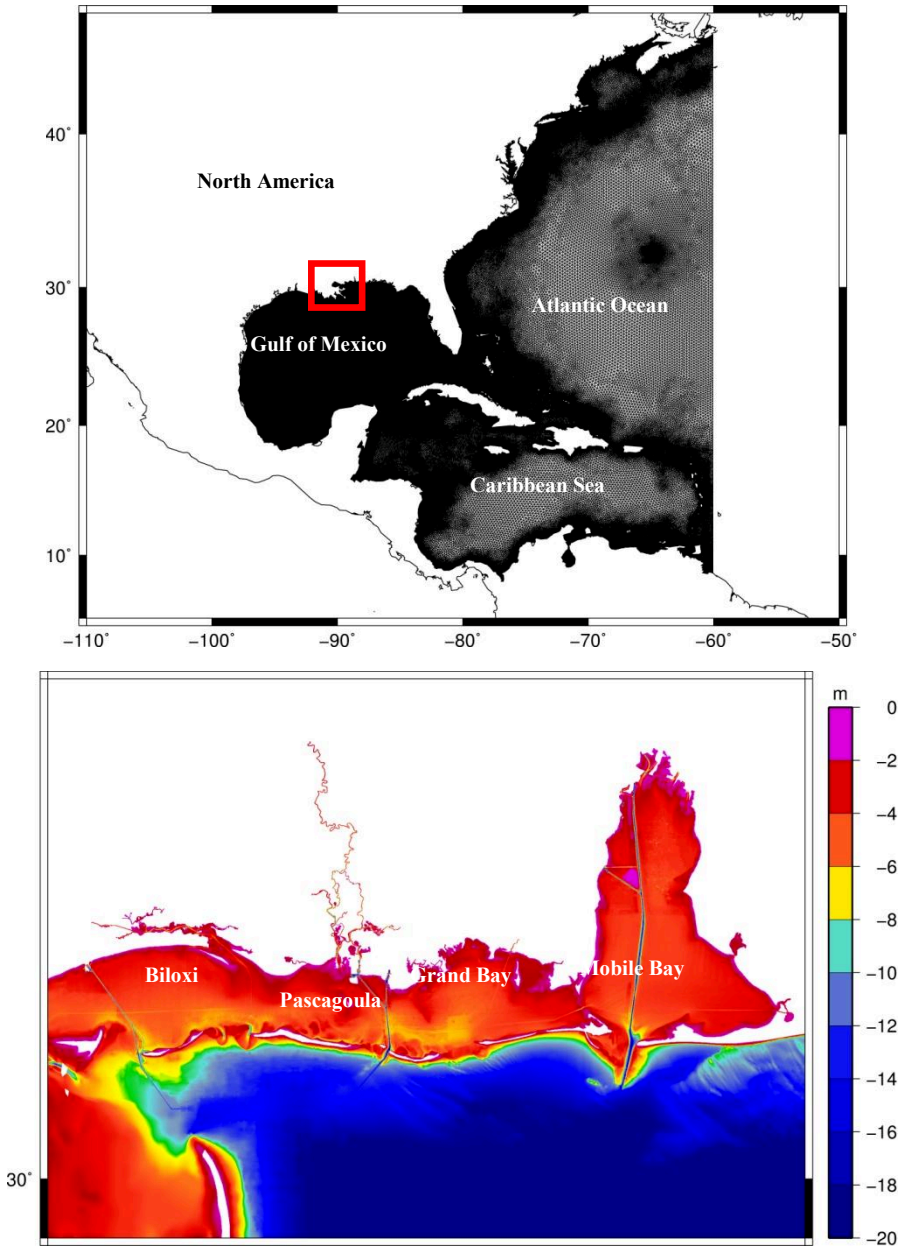 40°
North America
30°
Atlantic Ocean
Gulf of Mexico
20°
Caribbean Sea
10°
−110° −100° −90° −80° −70° −60° −50°
m
0
−2
−4
−6
−8
−10
−12
−14
−16
−18
−20
Biloxi
Grand Bay
Mobile Bay
Pascagoula
30°